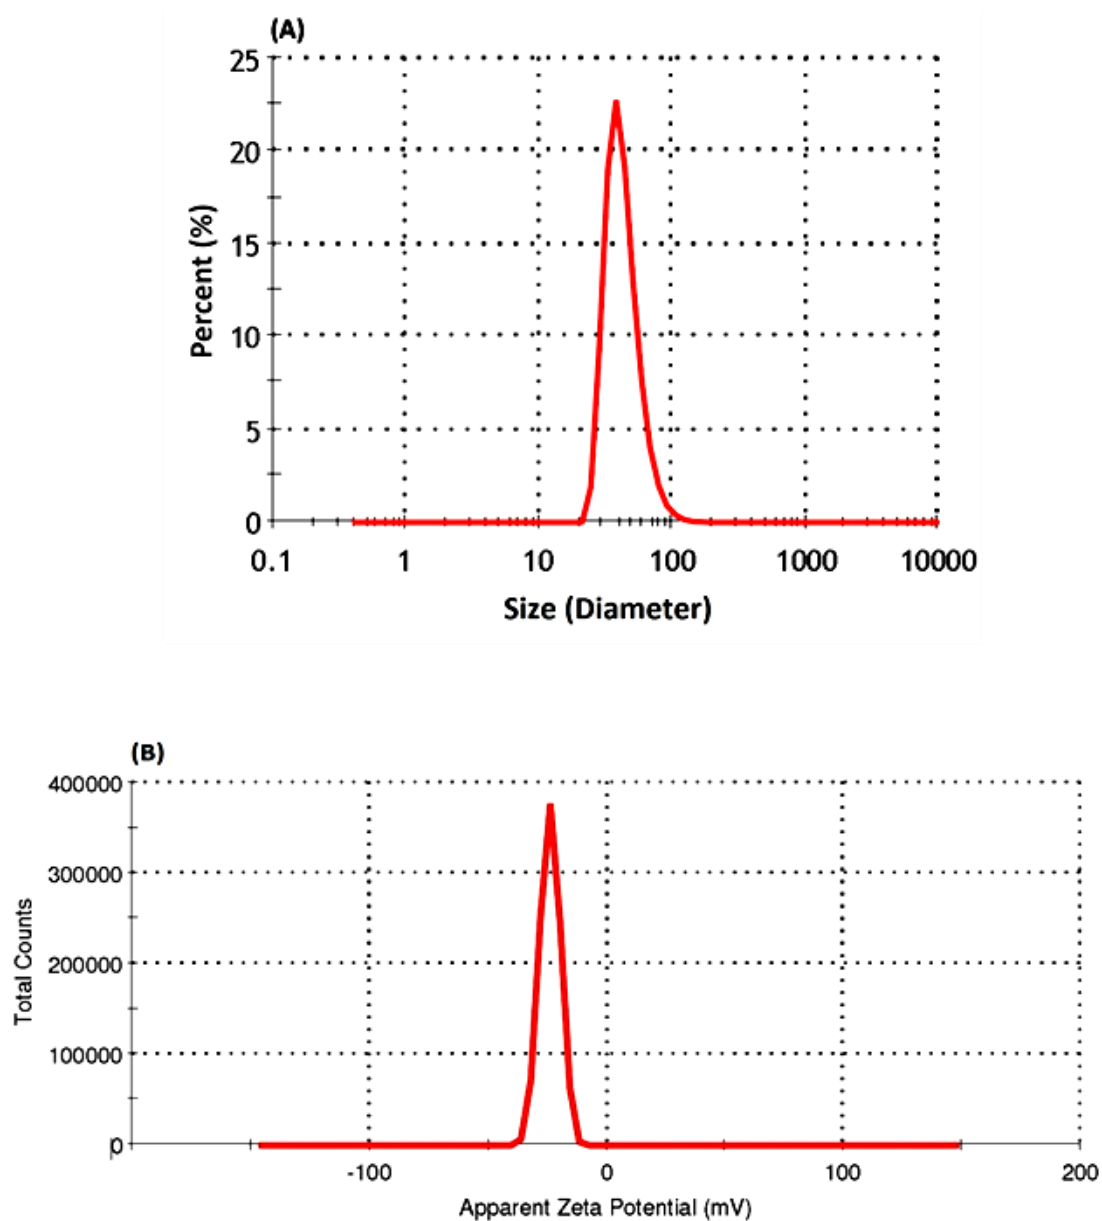 (A)
25
20
15
10
5
0
Percent (%)
0.1 1 10 100 1000 10000
Size (Diameter)
(B)
400000
300000
200000
100000
0
Total Counts
-100 0 100 200
Apparent Zeta Potential (mV)